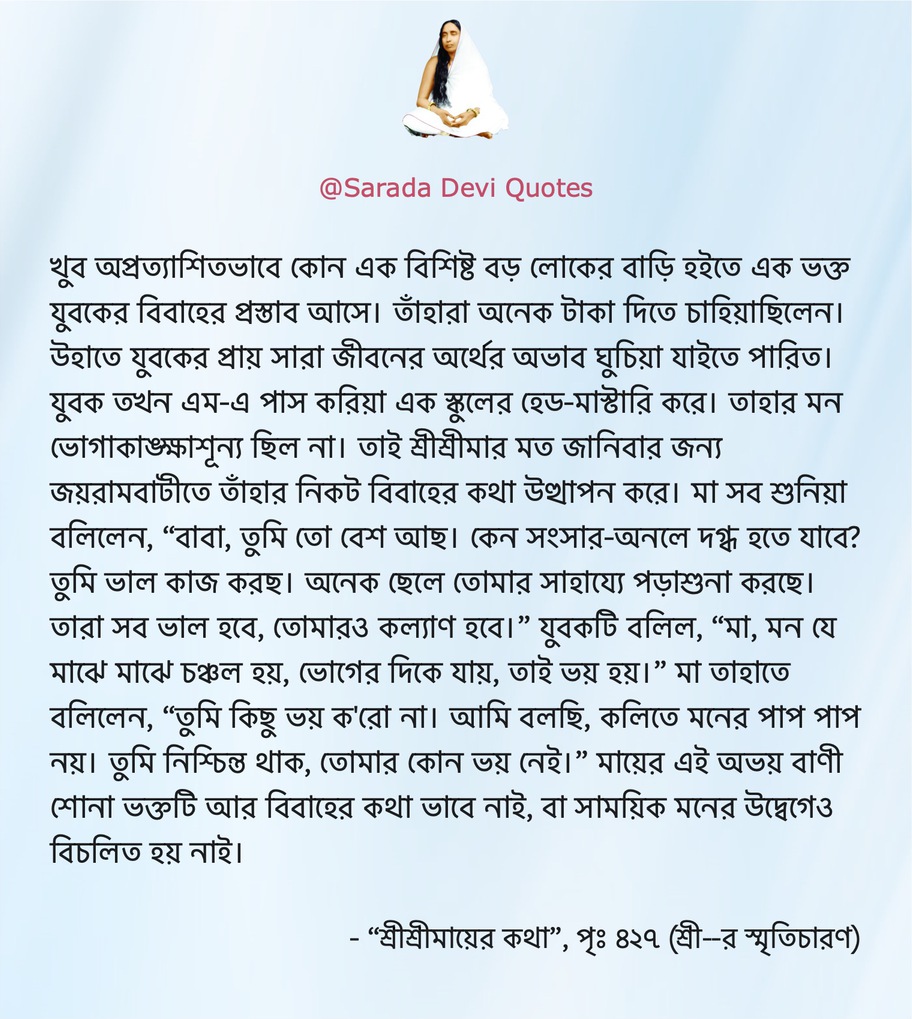 @Sarada Devi Quotes
খুব অপ্রত্যাশিতভাবে কোন এক বিশিষ্ট বড় লোকের বাড়ি হইতে এক ভক্ত
যুবকের বিবাহের প্রস্তাব আসে। তাঁহারা অনেক টাকা দিতে চাহিয়াছিলেন।
উহাতে যুবকের প্রায় সারা জীবনের অর্থের অভাব ঘুচিয়া যাইতে পারিত।
যুবক তখন এম-এ পাস করিয়া এক স্কুলের হেড-মাস্টারি করে। তাহার মন
ভোগাকাঙ্ক্ষাশূন্য ছিল না। তাই শ্রীশ্রীমার মত জানিবার জন্য
জয়রামবাটীতে তাঁহার নিকট বিবাহের কথা উত্থাপন করে। মা সব শুনিয়া
বলিলেন, “বাবা, তুমি তো বেশ আছ। কেন সংসার-অনলে দগ্ধ হতে যাবে?
তুমি ভাল কাজ করছ। অনেক ছেলে তোমার সাহায্যে পড়াশুনা করছে।
তারা সব ভাল হবে, তোমারও কল্যাণ হবে।” যুবকটি বলিল, “মা, মন যে
মাঝে মাঝে চঞ্চল হয়, ভোগের দিকে যায়, তাই ভয় হয়।” মা তাহাতে
বলিলেন, “তুমি কিছু ভয় ক'রো না। আমি বলছি, কলিতে মনের পাপ পাপ
নয়। তুমি নিশ্চিন্ত থাক, তোমার কোন ভয় নেই।” মায়ের এই অভয় বাণী
শোনা ভক্তটি আর বিবাহের কথা ভাবে নাই, বা সাময়িক মনের উদ্বেগেও
বিচলিত হয় নাই।
- “শ্রীশ্রীমায়ের কথা”, পৃঃ ৪২৭ (শ্রী--র স্মৃতিচারণ)